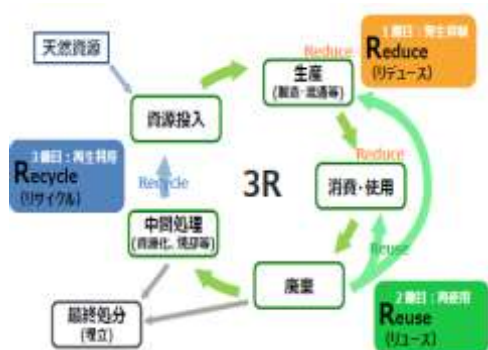 天然資源
資源投入
Reduce
生産
(製造・流通等)
1番目：発生抑制
Reduce
(リデュース)
Reduce
消費・使用
3番目：再生利用
Recycle
(リサイクル)
Recycle
3R
中間処理
(資源化、焼却等)
Reuse
廃棄
最終処分
(埋立)
2番目：再使用
Reuse
(リユース)